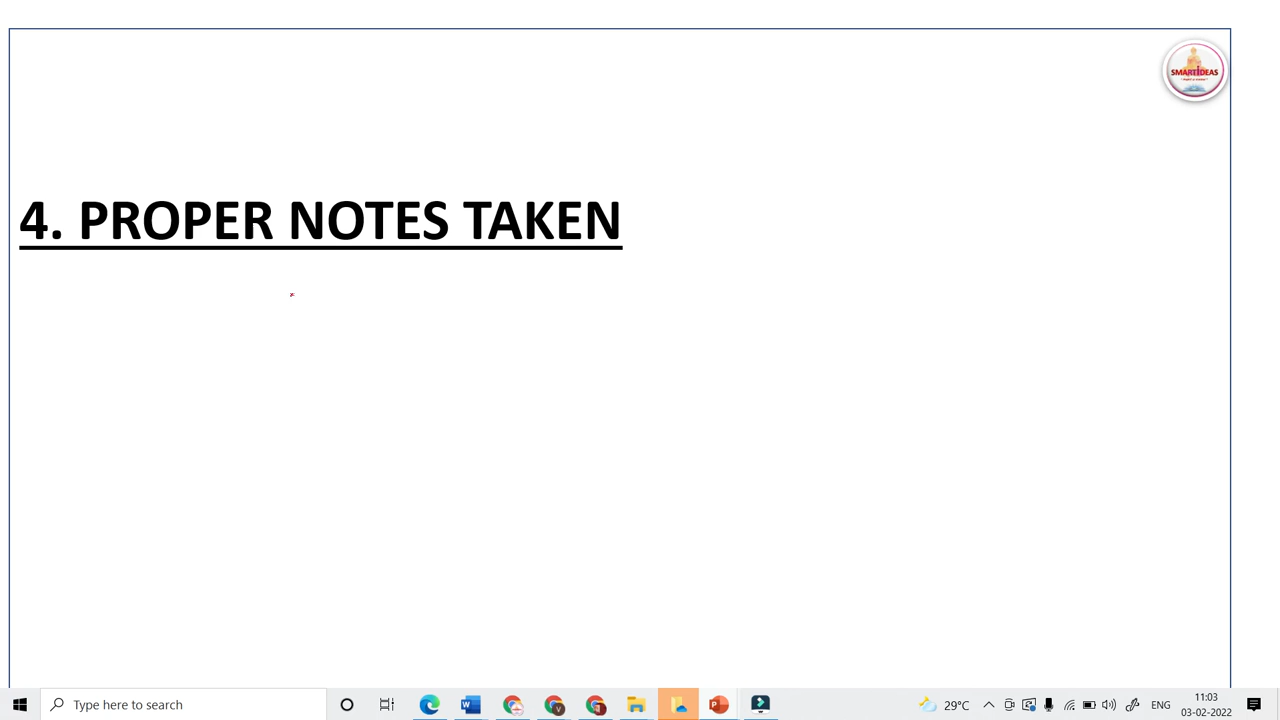 SMARTIDEAS
4. PROPER NOTES TAKEN
Type here to search
29°C
ENG
11:03
03-02-2022